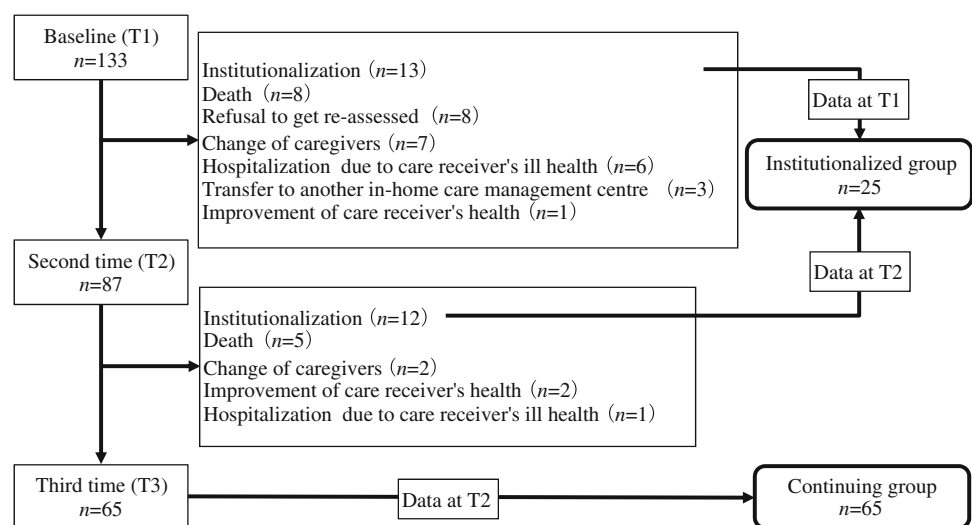 Baseline (T1)
n=133
Institutionalization (n=13)
Death (n=8)
Refusal to get re-assessed (n=8)
Change of caregivers (n=7)
Hospitalization due to care receiver's ill health (n=6)
Transfer to another in-home care management centre (n=3)
Improvement of care receiver's health (n=1)
Data at T1
Institutionalized group
n=25
Second time (T2)
n=87
Data at T2
Institutionalization (n=12)
Death (n=5)
Change of caregivers (n=2)
Improvement of care receiver's health (n=2)
Hospitalization due to care receiver's ill health (n=1)
Third time (T3)
n=65
Data at T2
Continuing group
n=65